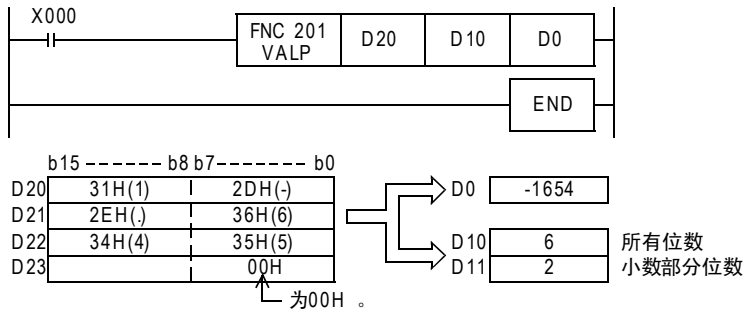 X000
FNC 201
VALP
D20
D10
D0
END
b15 ------ b8 b7------- b0
D20 31H(1) 2DH(-)
D21 2EH(.) 36H(6)
D22 34H(4) 35H(5)
D23 00H
为00H 。
D0 -1654
D10 6 所有位数
D11 2 小数部分位数